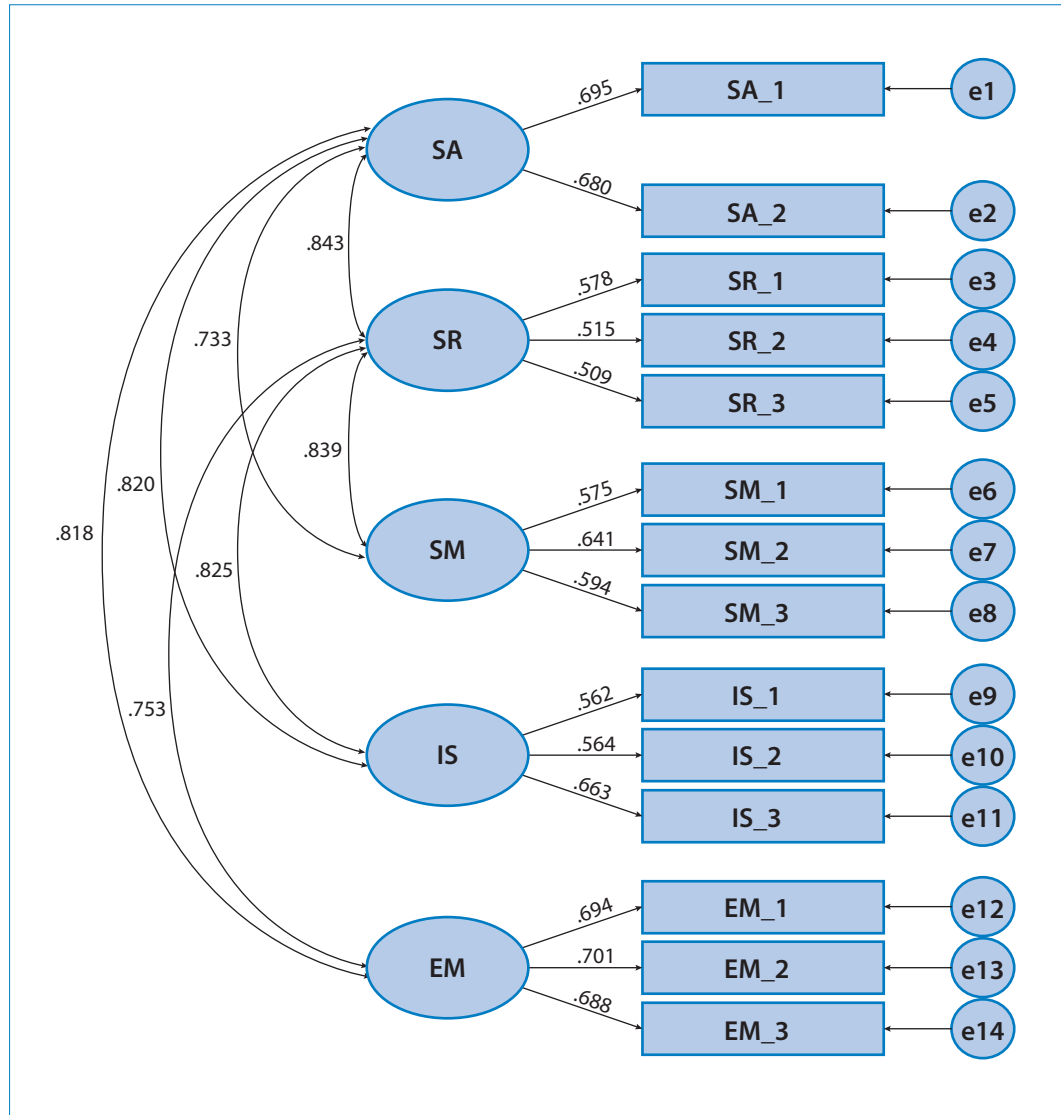 .695
SA_1
e1
SA
.680
SA_2
e2
.843
.578
SR_1
e3
.733
SR
.515
SR_2
e4
.509
SR_3
e5
.839
.820
.575
SM_1
e6
.818
SM
.641
SM_2
e7
.825
.594
SM_3
e8
.562
IS_1
e9
.753
IS
.564
IS_2
e10
.663
IS_3
e11
.694
EM_1
e12
EM
.701
EM_2
e13
.688
EM_3
e14